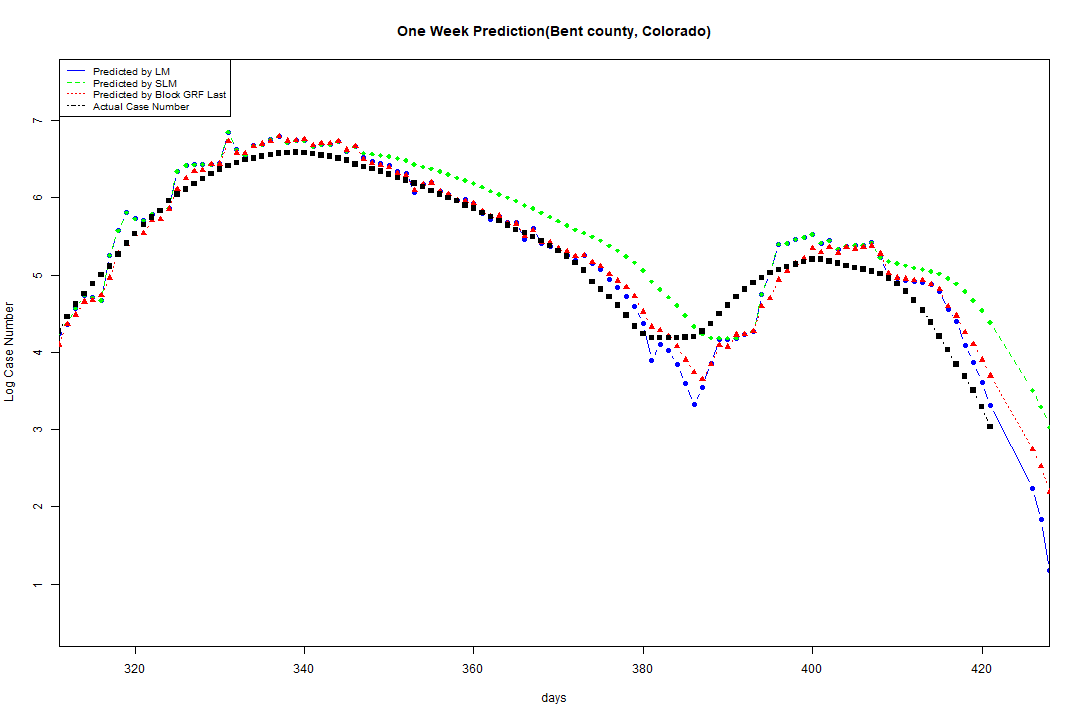 One Week Prediction(Bent county, Colorado)
Predicted by LM
Predicted by SLM
Predicted by Block GRF Last
Actual Case Number
7
6
5
4
3
2
1
Log Case Number
320 340 360 380 400 420
days